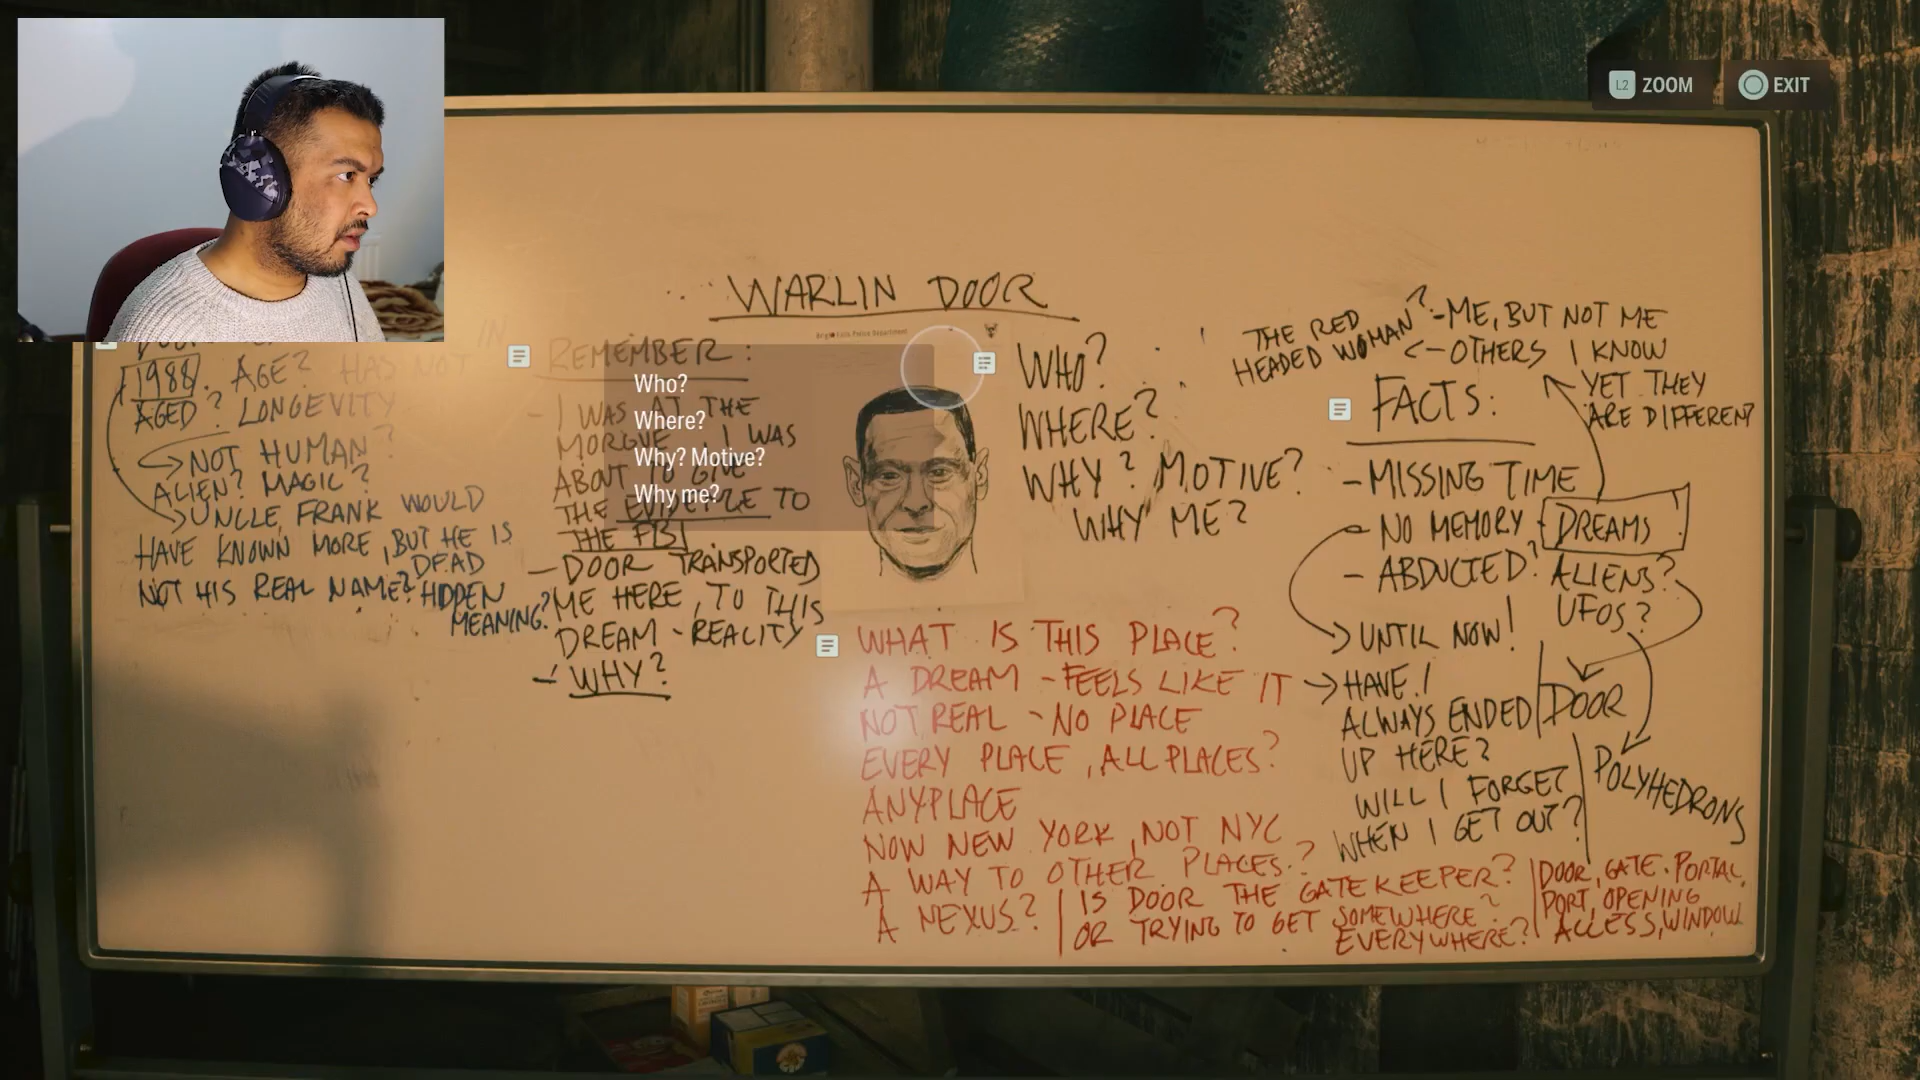 L2 ZOOM
EXIT
WARLIN DOOR
1988. AGE? HAS NOT
AGED? LONGEVITY
NOT HUMAN?
ALIEN? MAGIC?
UNCLE FRANK WOULD
HAVE KNOWN MORE, BUT HE IS
DEAD
NOT HIS REAL NAME? HIDDEN
MEANING?
IN
REMEMBER:
- I WAS AT THE
MORGUE, I WAS
ABOUT TO GIVE
THE EVIDENCE TO
THE FBI
- DOOR TRANSPORTED
ME HERE, TO THIS
DREAM - REALITY
- WHY?
Who?
Where?
Why? Motive?
Why me?
Police Department
WHO?
WHERE?
WHY? MOTIVE?
WHY ME?
THE RED
HEADED WOMAN?
- ME, BUT NOT ME
<- OTHERS I KNOW
YET THEY
ARE DIFFERENT
FACTS:
- MISSING TIME
- NO MEMORY - DREAMS
- ABDUCTED? ALIENS?
UFOS?
UNTIL NOW!
HAVE I
ALWAYS ENDED
UP HERE?
WILL I FORGET
WHEN I GET OUT?
DOOR
POLYHEDRONS
WHAT IS THIS PLACE?
A DREAM - FEELS LIKE IT
NOT REAL - NO PLACE
EVERY PLACE, ALL PLACES?
ANYPLACE
NOW NEW YORK, NOT NYC
A WAY TO OTHER PLACES?
A NEXUS?
IS DOOR THE GATEKEEPER?
OR TRYING TO GET SOMEWHERE?
EVERYWHERE?
DOOR, GATE. PORTAL,
PORT, OPENING
ACCESS, WINDOW